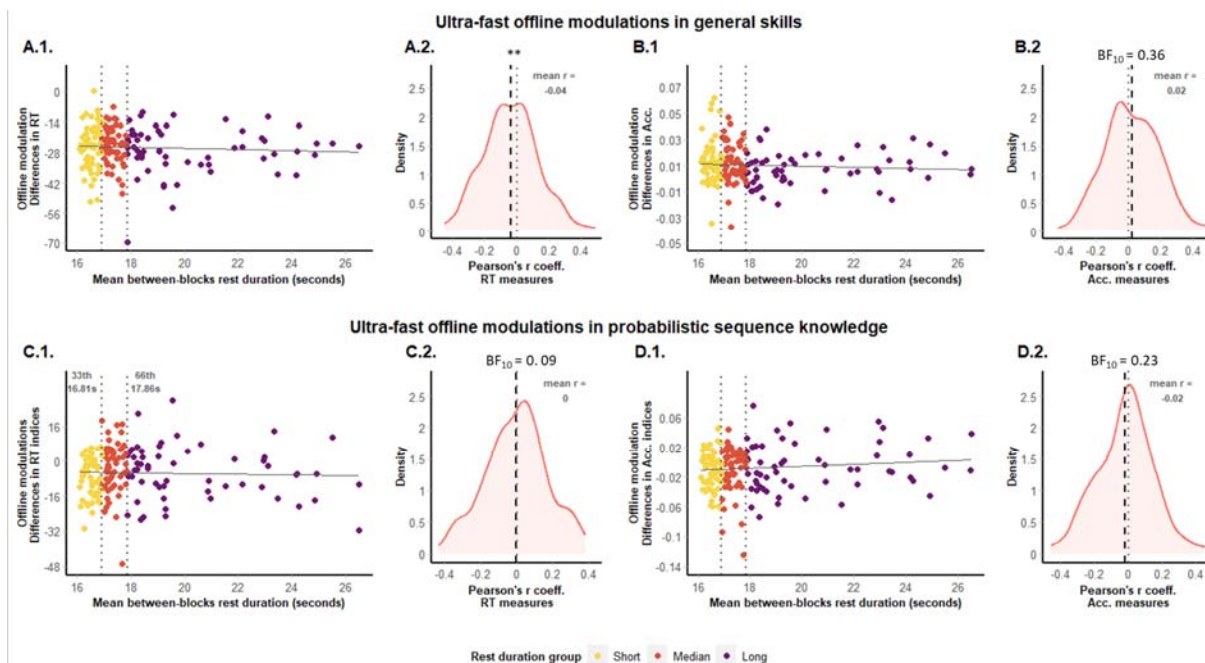 Ultra-fast offline modulations in general skills
A.1.
A.2.
B.1
B.2
**
BF10 = 0.36
mean r =
-0.04
mean r =
0.02
Offline modulation
Differences in RT
0
-14
-28
-42
-56
-70
16
18
20
22
24
26
Mean between-blocks rest duration (seconds)
Density
2.5
2
1.5
1
0.5
0
-0.4
-0.2
0
0.2
0.4
Pearson's r coeff.
RT measures
Offline modulation
Differences in Acc.
0.07
0.05
0.03
0.01
-0.01
-0.03
-0.05
16
18
20
22
24
26
Mean between-blocks rest duration (seconds)
Density
2.5
2
1.5
1
0.5
0
-0.4
-0.2
0
0.2
0.4
Pearson's r coeff.
Acc. measures
Ultra-fast offline modulations in probabilistic sequence knowledge
C.1.
C.2.
D.1.
D.2.
33th
16.81s
66th
17.86s
BF10 = 0. 09
mean r =
0
BF10 = 0.23
mean r =
-0.02
Offline modulations
Differences in RT indices
16
0
-16
-32
-48
16
18
20
22
24
26
Mean between-blocks rest duration (seconds)
Density
2.5
2
1.5
1
0.5
0
-0.4
-0.2
0
0.2
0.4
Pearson's r coeff.
RT measures
Offline modulation
Differences in Acc. indices
0.06
0.02
-0.02
-0.06
-0.1
-0.14
16
18
20
22
24
26
Mean between-blocks rest duration (seconds)
Density
2.5
2
1.5
1
0.5
0
-0.4
-0.2
0
0.2
0.4
Pearson's r coeff.
Acc. measures
Rest duration group
Short
Median
Long